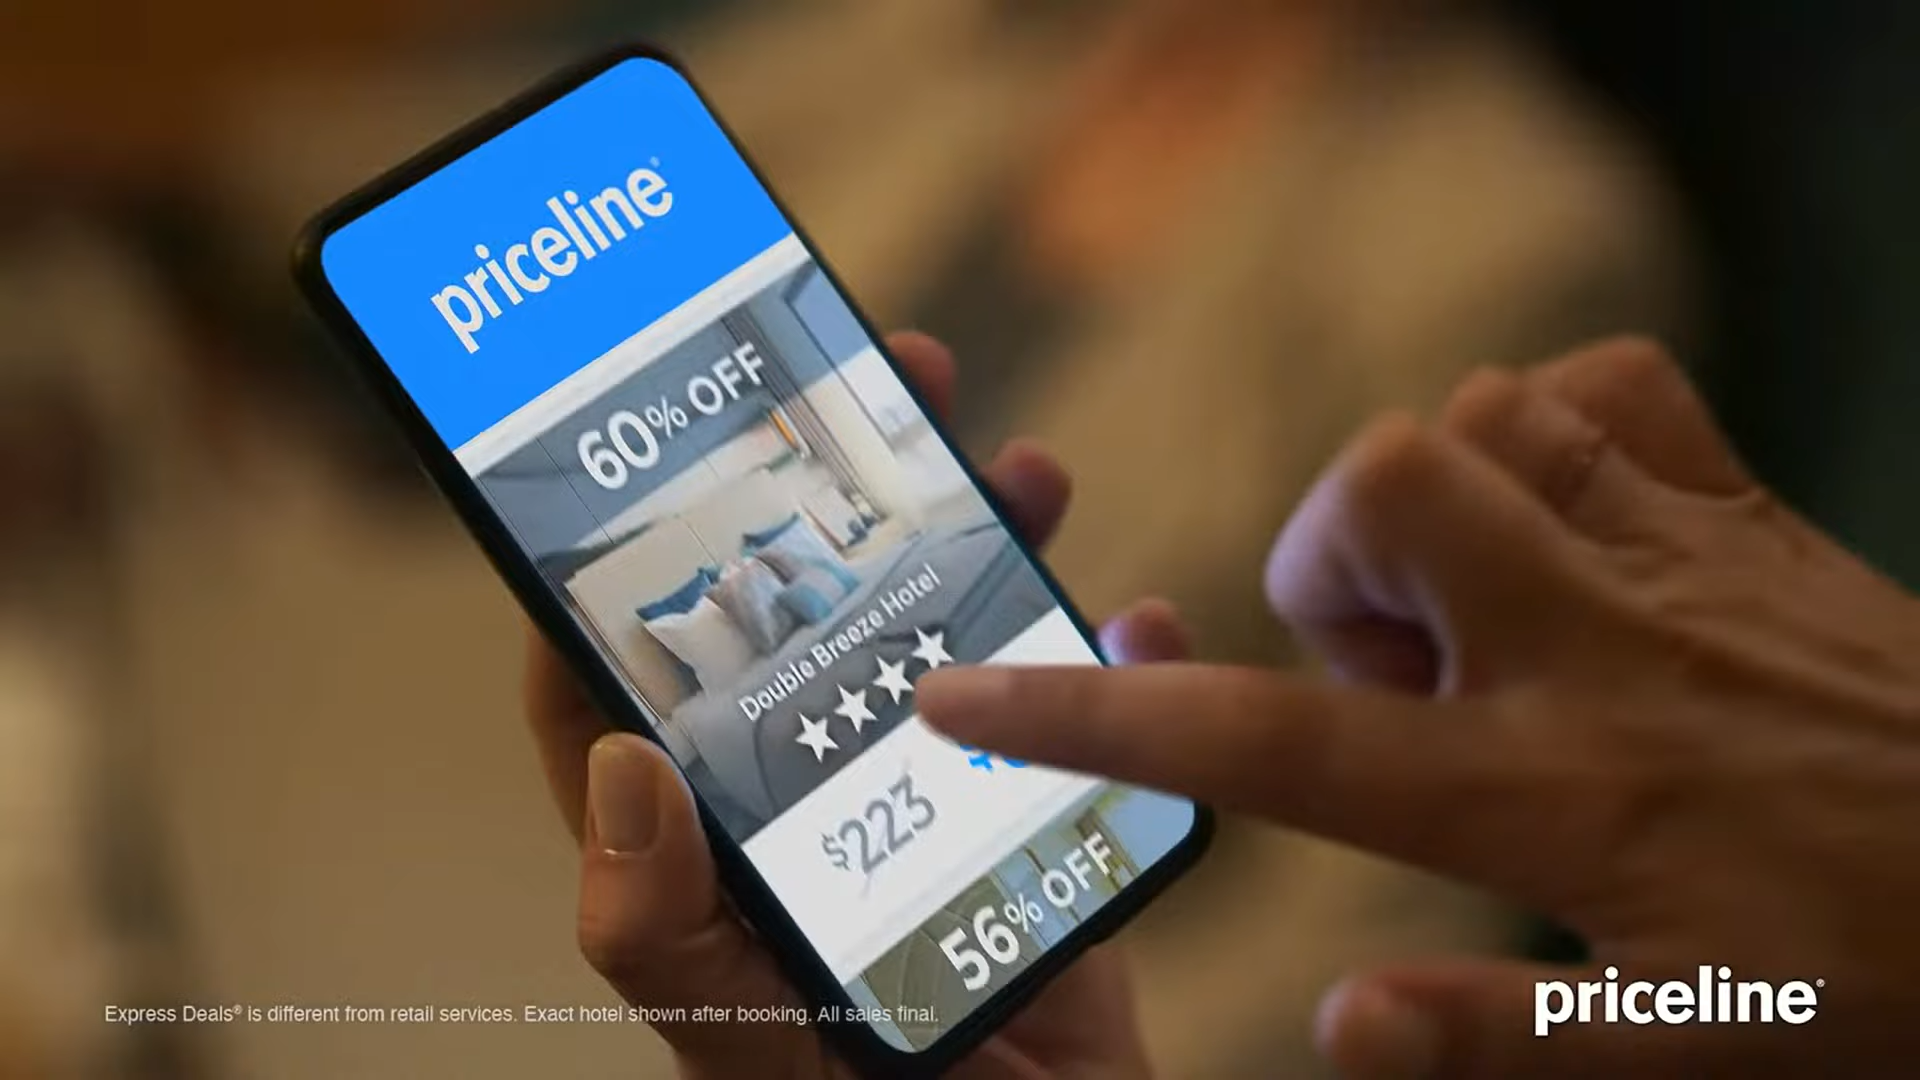 priceline
60% OFF
Double Breeze Hotel
$223
56% OFF
Express Deals® is different from retail services. Exact hotel shown after booking. All sales final.
priceline®